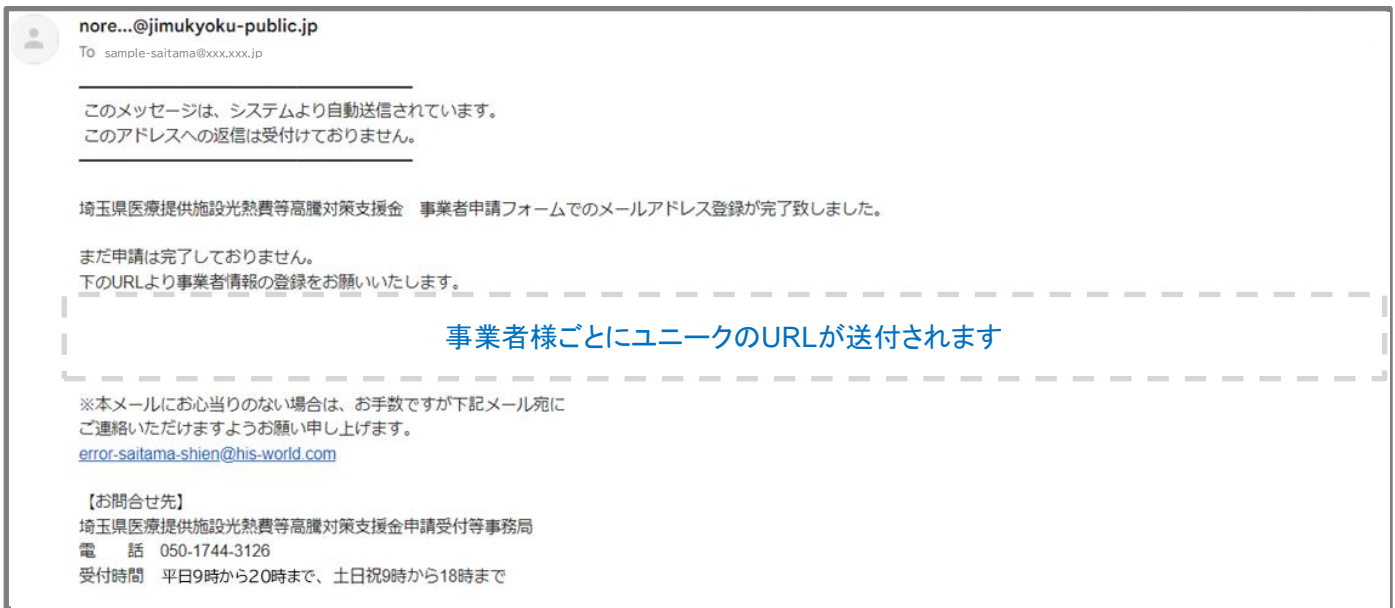 nore...@jimukyoku-public.jp
To sample-saitama@xxx.xxx.jp
このメッセージは、システムより自動送信されています。
このアドレスへの返信は受付けておりません。
埼玉県医療提供施設光熱費等高騰対策支援金　事業者申請フォームでのメールアドレス登録が完了致しました。
まだ申請は完了しておりません。
下のURLより事業者情報の登録をお願いいたします。
事業者様ごとにユニークのURLが送付されます
※本メールにお心当りのない場合は、お手数ですが下記メール宛に
ご連絡いただけますようお願い申し上げます。
error-saitama-shien@his-world.com
【お問合せ先】
埼玉県医療提供施設光熱費等高騰対策支援金申請受付等事務局
電　　話　050-1744-3126
受付時間　平日9時から20時まで、土日祝9時から18時まで